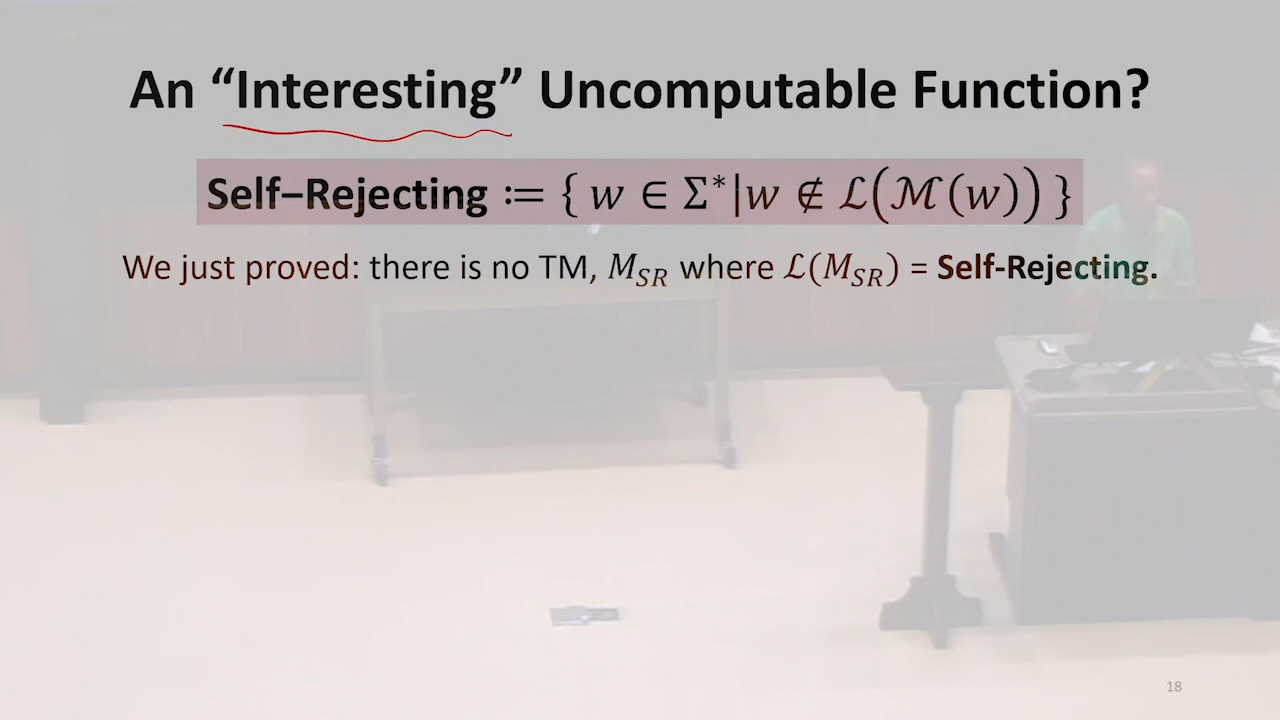 An “Interesting” Uncomputable Function?
Self–Rejecting ≔ { w ∈ Σ* | w ∉ ℒ(ℳ(w)) }
We just proved: there is no TM, M_SR where ℒ(M_SR) = Self-Rejecting.
18